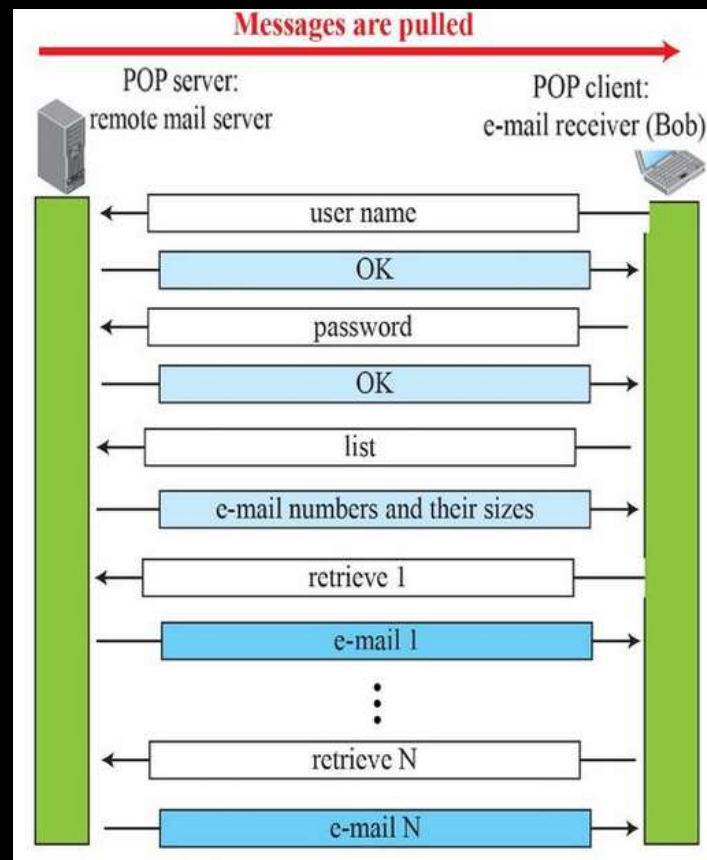 Messages are pulled
POP server:
remote mail server
POP client:
e-mail receiver (Bob)
user name
OK
password
OK
list
e-mail numbers and their sizes
retrieve 1
e-mail 1
retrieve N
e-mail N